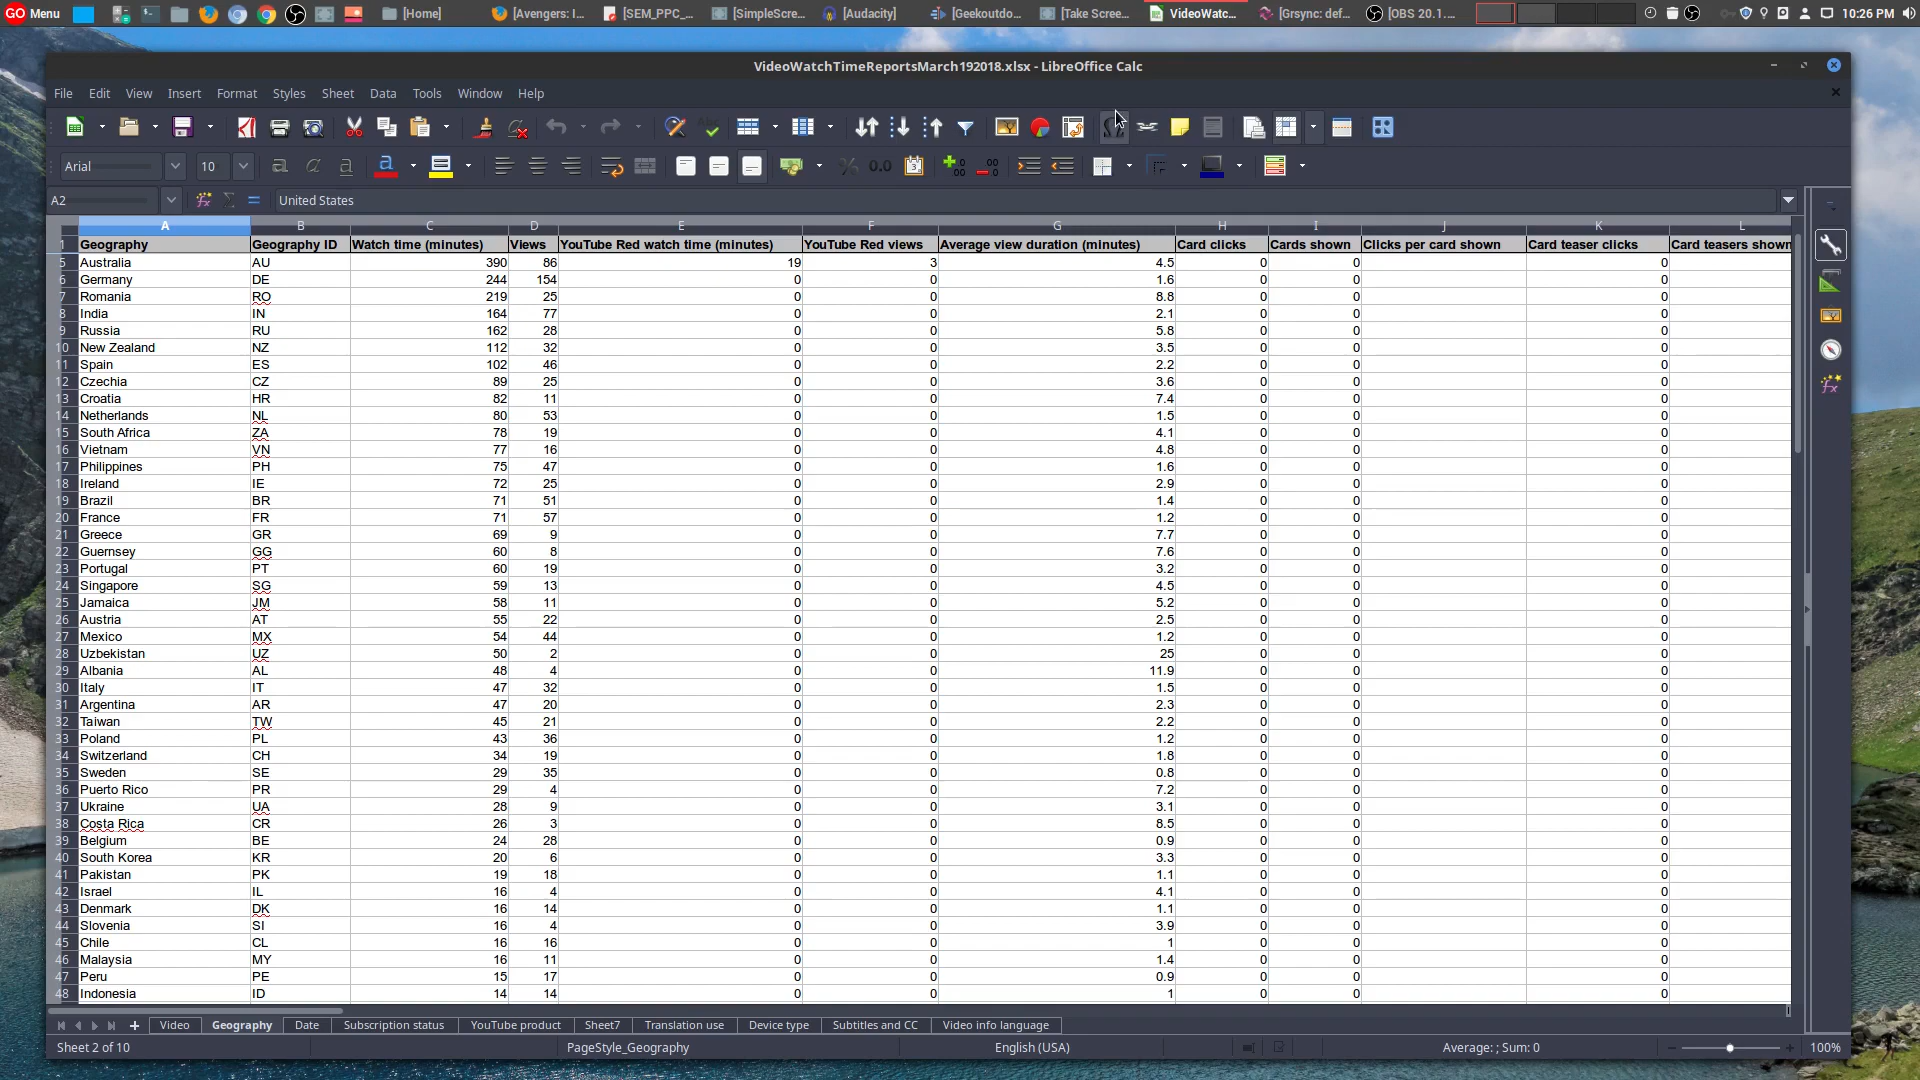 Menu [Home] [Avengers: I... [SEM_PPC_... [SimpleScre... [Audacity] [Geekoutdo... [Take Scree... VideoWatc... [Grsync: def... [OBS 20.1.... 10:26 PM
VideoWatchTimeReportsMarch192018.xlsx - LibreOffice Calc
File Edit View Insert Format Styles Sheet Data Tools Window Help
Arial 10
A2 United States
A B C D E F G H I J K L
1 Geography Geography ID Watch time (minutes) Views YouTube Red watch time (minutes) YouTube Red views Average view duration (minutes) Card clicks Cards shown Clicks per card shown Card teaser clicks Card teasers shown
5 Australia AU 390 86 19 3 4.5 0 0 0
6 Germany DE 244 154 0 0 1.6 0 0 0
7 Romania RO 219 25 0 0 8.8 0 0 0
8 India IN 164 77 0 0 2.1 0 0 0
9 Russia RU 162 28 0 0 5.8 0 0 0
10 New Zealand NZ 112 32 0 0 3.5 0 0 0
11 Spain ES 102 46 0 0 2.2 0 0 0
12 Czechia CZ 89 25 0 0 3.6 0 0 0
13 Croatia HR 82 11 0 0 7.4 0 0 0
14 Netherlands NL 80 53 0 0 1.5 0 0 0
15 South Africa ZA 78 19 0 0 4.1 0 0 0
16 Vietnam VN 77 16 0 0 4.8 0 0 0
17 Philippines PH 75 47 0 0 1.6 0 0 0
18 Ireland IE 72 25 0 0 2.9 0 0 0
19 Brazil BR 71 51 0 0 1.4 0 0 0
20 France FR 71 57 0 0 1.2 0 0 0
21 Greece GR 69 9 0 0 7.7 0 0 0
22 Guernsey GG 60 8 0 0 7.6 0 0 0
23 Portugal PT 60 19 0 0 3.2 0 0 0
24 Singapore SG 59 13 0 0 4.5 0 0 0
25 Jamaica JM 58 11 0 0 5.2 0 0 0
26 Austria AT 55 22 0 0 2.5 0 0 0
27 Mexico MX 54 44 0 0 1.2 0 0 0
28 Uzbekistan UZ 50 2 0 0 25 0 0 0
29 Albania AL 48 4 0 0 11.9 0 0 0
30 Italy IT 47 32 0 0 1.5 0 0 0
31 Argentina AR 47 20 0 0 2.3 0 0 0
32 Taiwan TW 45 21 0 0 2.2 0 0 0
33 Poland PL 43 36 0 0 1.2 0 0 0
34 Switzerland CH 34 19 0 0 1.8 0 0 0
35 Sweden SE 29 35 0 0 0.8 0 0 0
36 Puerto Rico PR 29 4 0 0 7.2 0 0 0
37 Ukraine UA 28 9 0 0 3.1 0 0 0
38 Costa Rica CR 26 3 0 0 8.5 0 0 0
39 Belgium BE 24 28 0 0 0.9 0 0 0
40 South Korea KR 20 6 0 0 3.3 0 0 0
41 Pakistan PK 19 18 0 0 1.1 0 0 0
42 Israel IL 16 4 0 0 4.1 0 0 0
43 Denmark DK 16 14 0 0 1.1 0 0 0
44 Slovenia SI 16 4 0 0 3.9 0 0 0
45 Chile CL 16 16 0 0 1 0 0 0
46 Malaysia MY 16 11 0 0 1.4 0 0 0
47 Peru PE 15 17 0 0 0.9 0 0 0
48 Indonesia ID 14 14 0 0 1 0 0 0
Video Geography Date Subscription status YouTube product Sheet7 Translation use Device type Subtitles and CC Video info language
Sheet 2 of 10 PageStyle_Geography English (USA) Average: ; Sum: 0 100%